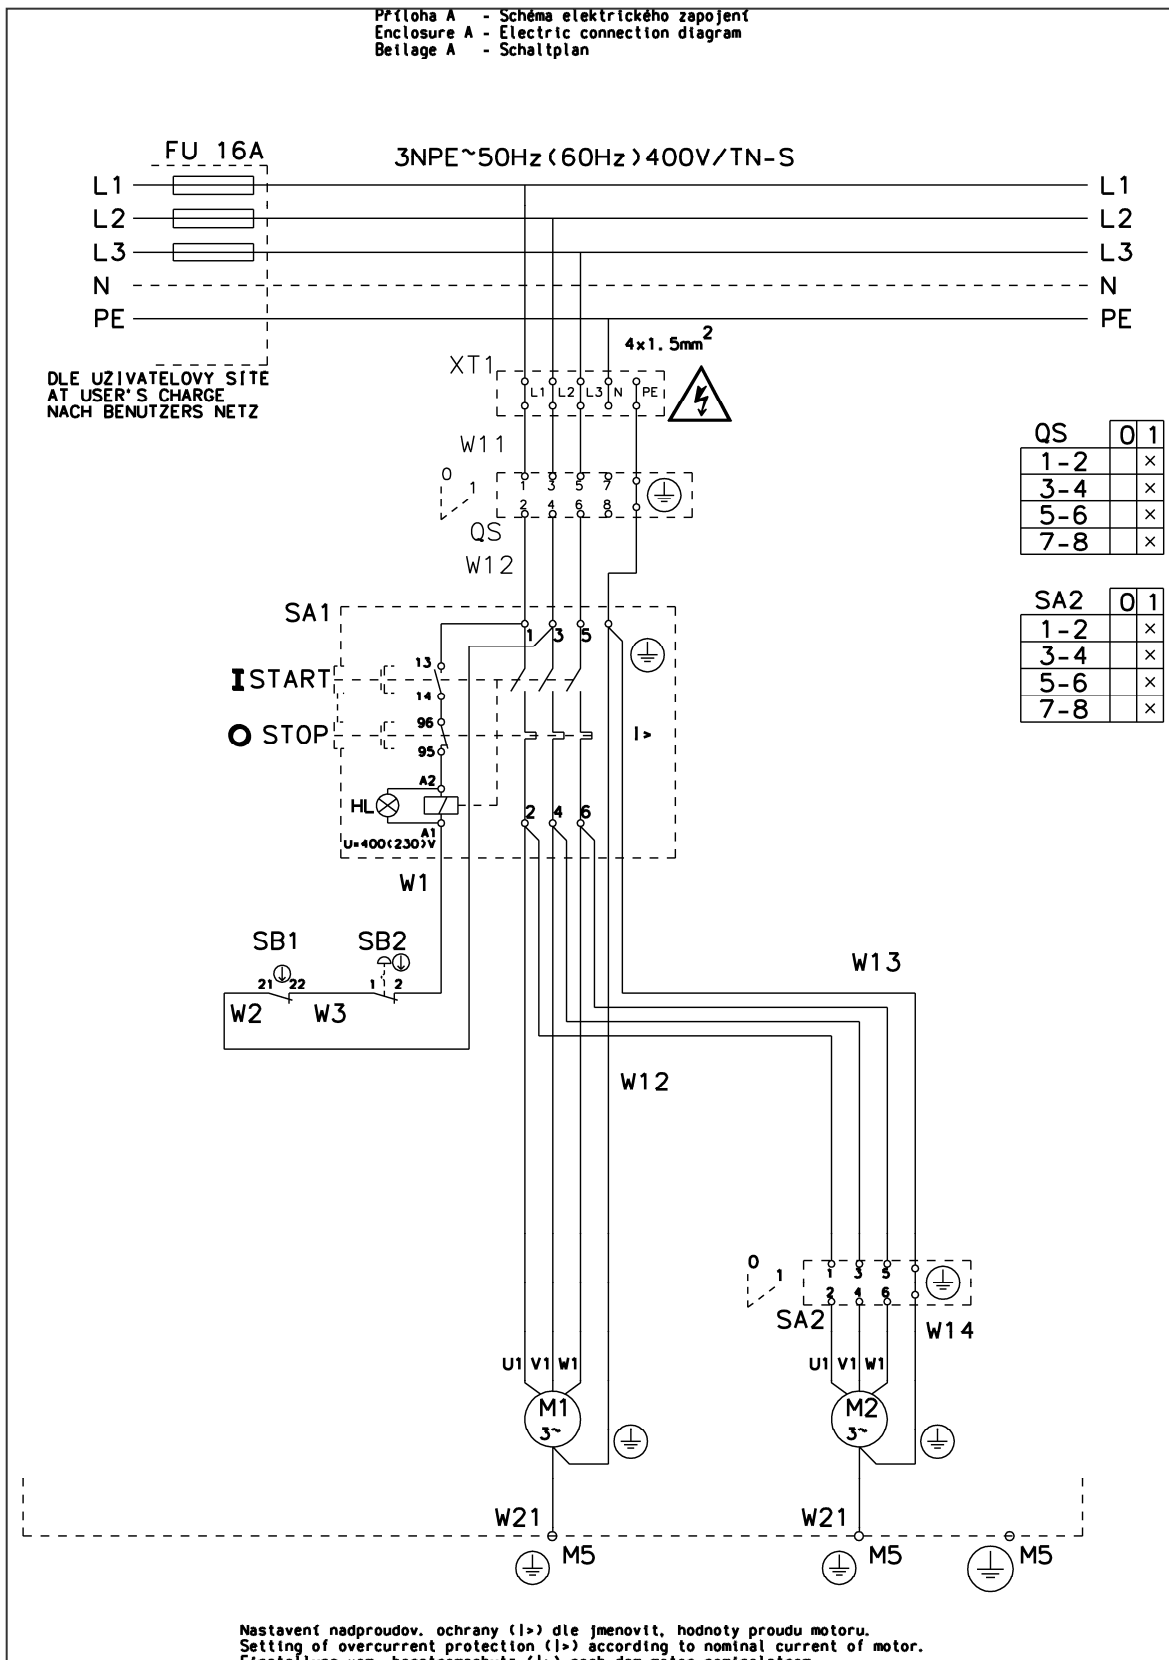 Příloha A - Schéma elektrického zapojení
Enclosure A - Electric connection diagram
Beilage A - Schaltplan
FU 16A
3NPE~50Hz(60Hz)400V/TN-S
L1 L1
L2 L2
L3 L3
N N
PE PE
4x1.5mm²
DLE UŽIVATELOVY SÍTE
AT USER'S CHARGE
NACH BENUTZERS NETZ
XT1
L1 L2 L3 N PE
W11
0 1
1 3 5 7
2 4 6 8
QS
W12
QS 0 1
1-2 ×
3-4 ×
5-6 ×
7-8 ×
SA2 0 1
1-2 ×
3-4 ×
5-6 ×
7-8 ×
SA1
1 3 5
13
I START
14
96
O STOP
I>
95
A2
HL
2 4 6
A1
U=400(230)V
W1
SB1 SB2
21 22 1 2
W2 W3
W13
W12
0 1
1 3 5
2 4 6
SA2
W14
U1 V1 W1
U1 V1 W1
M1
3~
M2
3~
W21 W21
M5 M5 M5
Nastavení nadproudov. ochrany (I>) dle jmenovit, hodnoty proudu motoru.
Setting of overcurrent protection (I>) according to nominal current of motor.